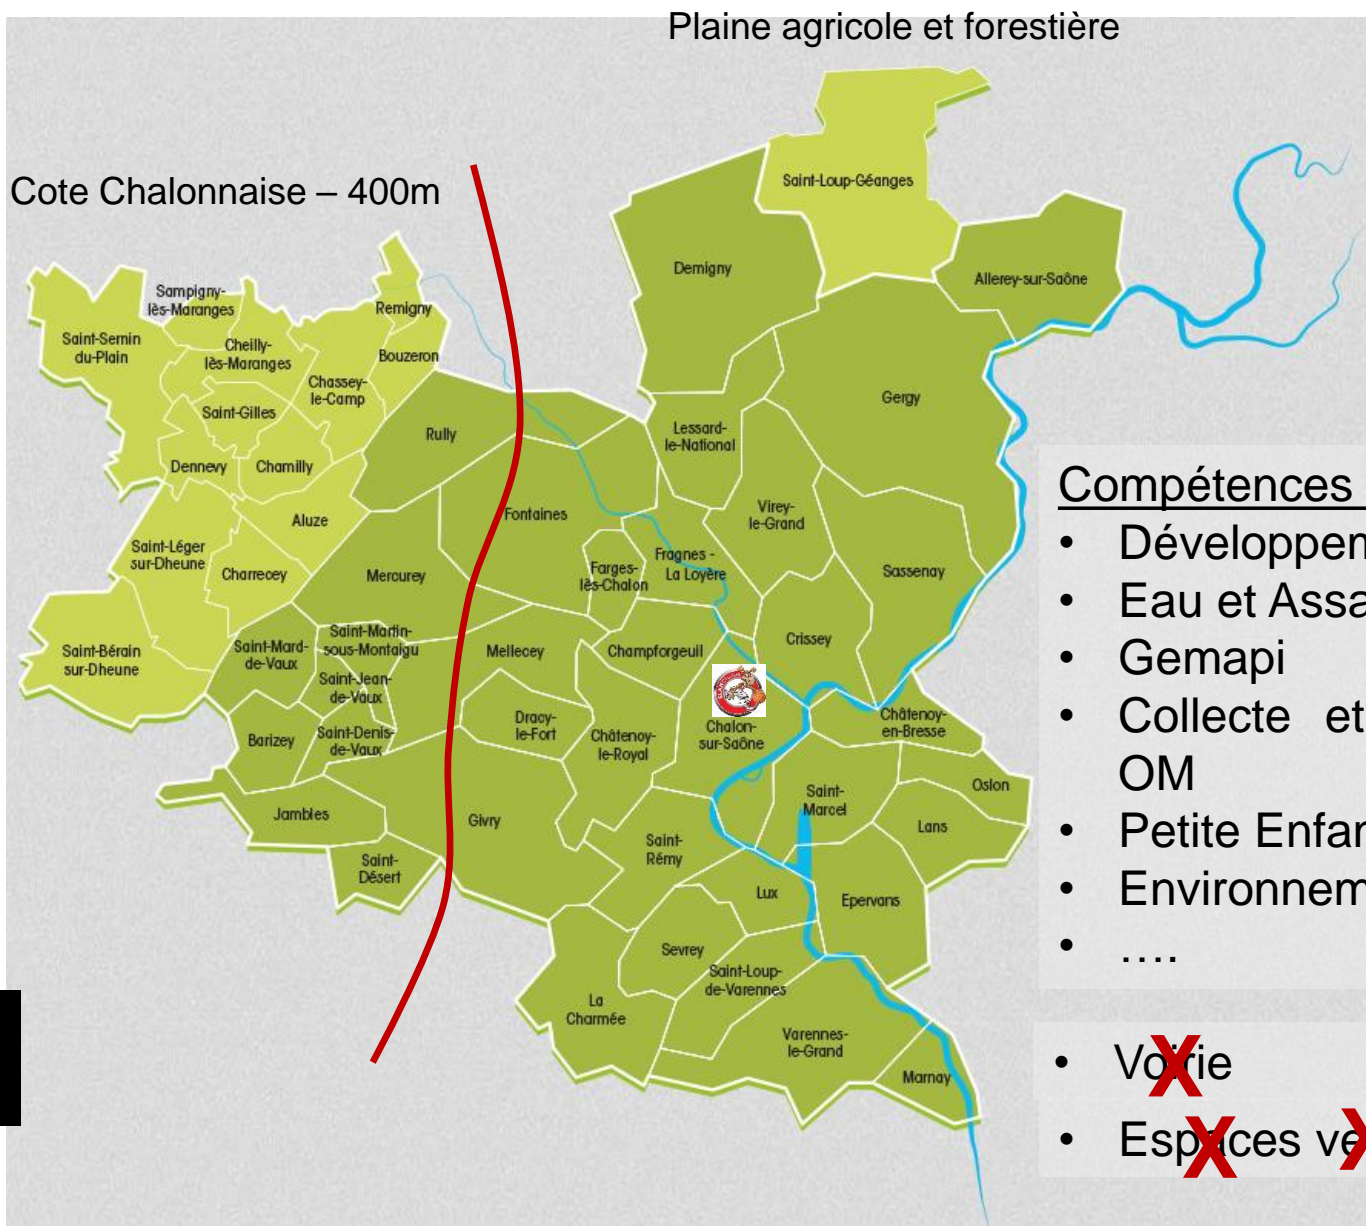 Plaine agricole et forestière
Cote Chalonnaise – 400m
Saint-Loup-Géanges
Demigny
Allerey-sur-Saône
Sampigny-
lès-Maranges
Remigny
Saint-Sernin
du-Plain
Cheilly-
lès-Maranges
Bouzeron
Chassey-
le-Camp
Saint-Gilles
Gergy
Rully
Lessard-
le-National
Dennevy
Chamilly
Aluze
Fontaines
Virey-
le-Grand
Saint-Léger
sur-Dheune
Charrecey
Mercurey
Farges-
lès-Chalon
Fragnes -
La Loyère
Sassenay
Saint-Bérain
sur-Dheune
Saint-Mard-
de-Vaux
Saint-Martin-
sous-Montaigu
Mellecey
Champforgeuil
Crissey
Saint-Jean-
de-Vaux
Barizey
Saint-Denis-
de-Vaux
Dracy-
le-Fort
Châtenoy-
le-Royal
Chalon-
sur-Saône
Châtenoy-
en-Bresse
Oslon
Jambles
Givry
Saint-
Marcel
Lans
Saint-
Désert
Saint-
Rémy
Lux
Epervans
Sevrey
Saint-Loup-
de-Varennes
La
Charmée
Varennes-
le-Grand
Marnay
Compétences
• Développem
• Eau et Assa
• Gemapi
• Collecte et
OM
• Petite Enfan
• Environnem
• ….
• Voirie
X
• Espaces ve
X X